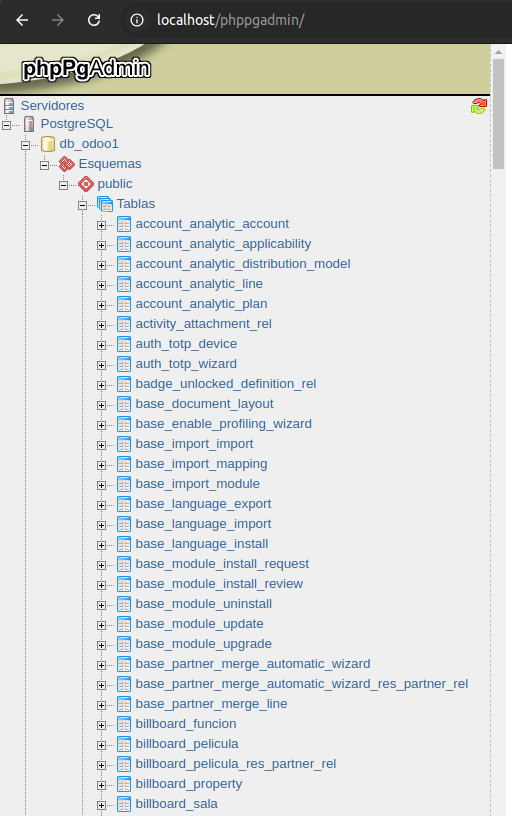 localhost/phppgadmin/
phpPgAdmin
Servidores
PostgreSQL
db_odoo1
Esquemas
public
Tablas
account_analytic_account
account_analytic_applicability
account_analytic_distribution_model
account_analytic_line
account_analytic_plan
activity_attachment_rel
auth_totp_device
auth_totp_wizard
badge_unlocked_definition_rel
base_document_layout
base_enable_profiling_wizard
base_import_import
base_import_mapping
base_import_module
base_language_export
base_language_import
base_language_install
base_module_install_request
base_module_install_review
base_module_uninstall
base_module_update
base_module_upgrade
base_partner_merge_automatic_wizard
base_partner_merge_automatic_wizard_res_partner_rel
base_partner_merge_line
billboard_funcion
billboard_pelicula
billboard_pelicula_res_partner_rel
billboard_property
billboard_sala